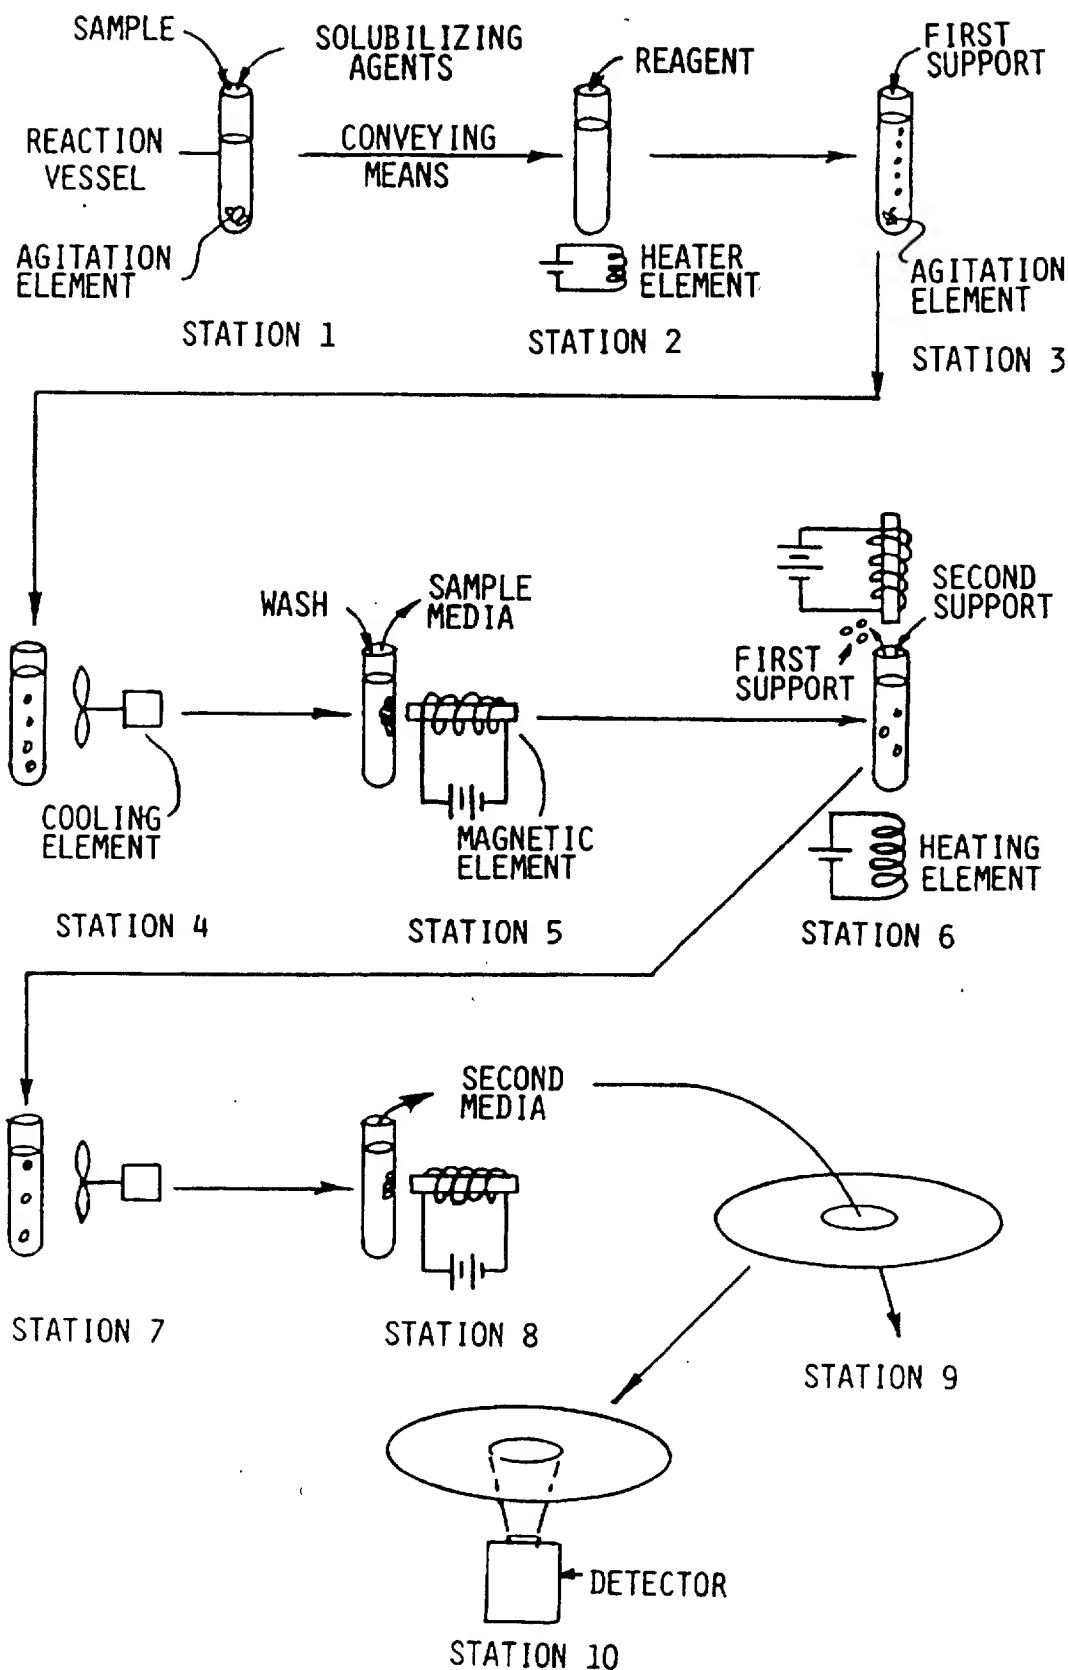 SAMPLE
SOLUBILIZING
AGENTS
REAGENT
FIRST
SUPPORT
REACTION
VESSEL
CONVEYING
MEANS
AGITATION
ELEMENT
HEATER
ELEMENT
AGITATION
ELEMENT
STATION 1
STATION 2
STATION 3
WASH
SAMPLE
MEDIA
SECOND
SUPPORT
FIRST
SUPPORT
COOLING
ELEMENT
MAGNETIC
ELEMENT
HEATING
ELEMENT
STATION 4
STATION 5
STATION 6
SECOND
MEDIA
STATION 7
STATION 8
STATION 9
DETECTOR
STATION 10